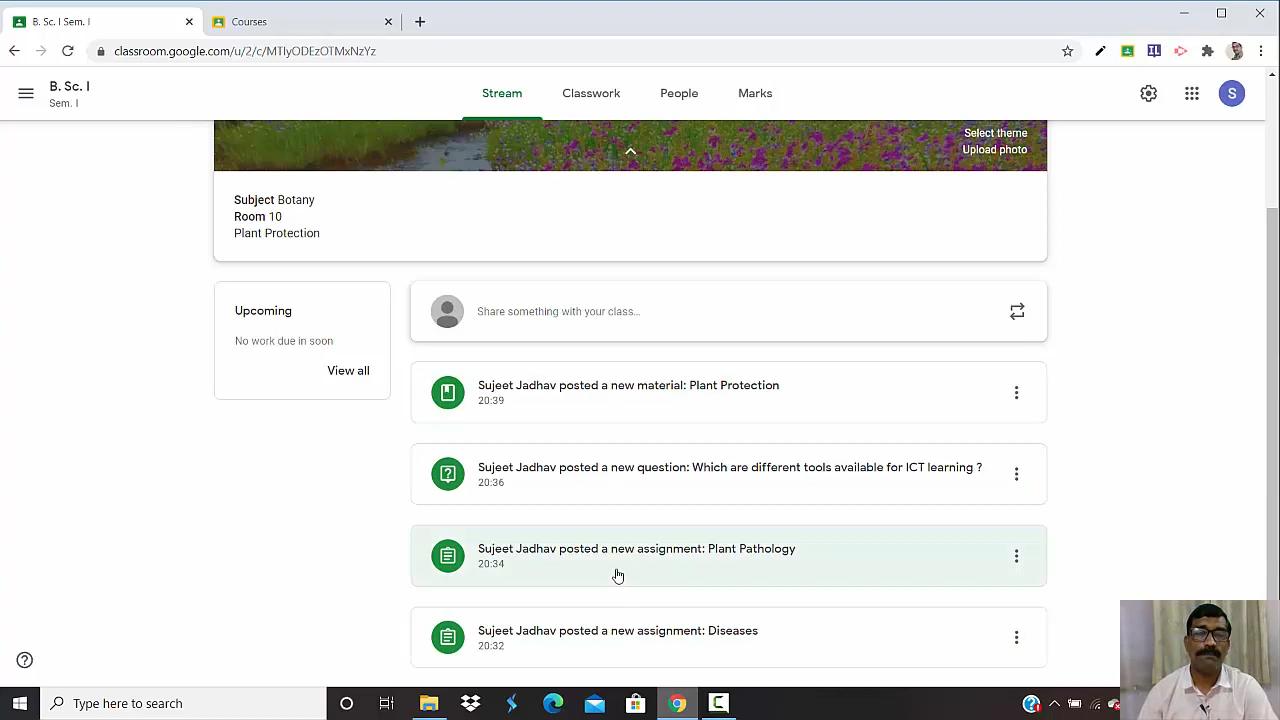 B. Sc. I Sem. I
Courses
classroom.google.com/u/2/c/MTIyODEzOTMxNzYz
B. Sc. I
Sem. I
Stream
Classwork
People
Marks
S
Select theme
Upload photo
Subject Botany
Room 10
Plant Protection
Upcoming
No work due in soon
View all
Share something with your class...
Sujeet Jadhav posted a new material: Plant Protection
20:39
Sujeet Jadhav posted a new question: Which are different tools available for ICT learning ?
20:36
Sujeet Jadhav posted a new assignment: Plant Pathology
20:34
Sujeet Jadhav posted a new assignment: Diseases
20:32
Type here to search